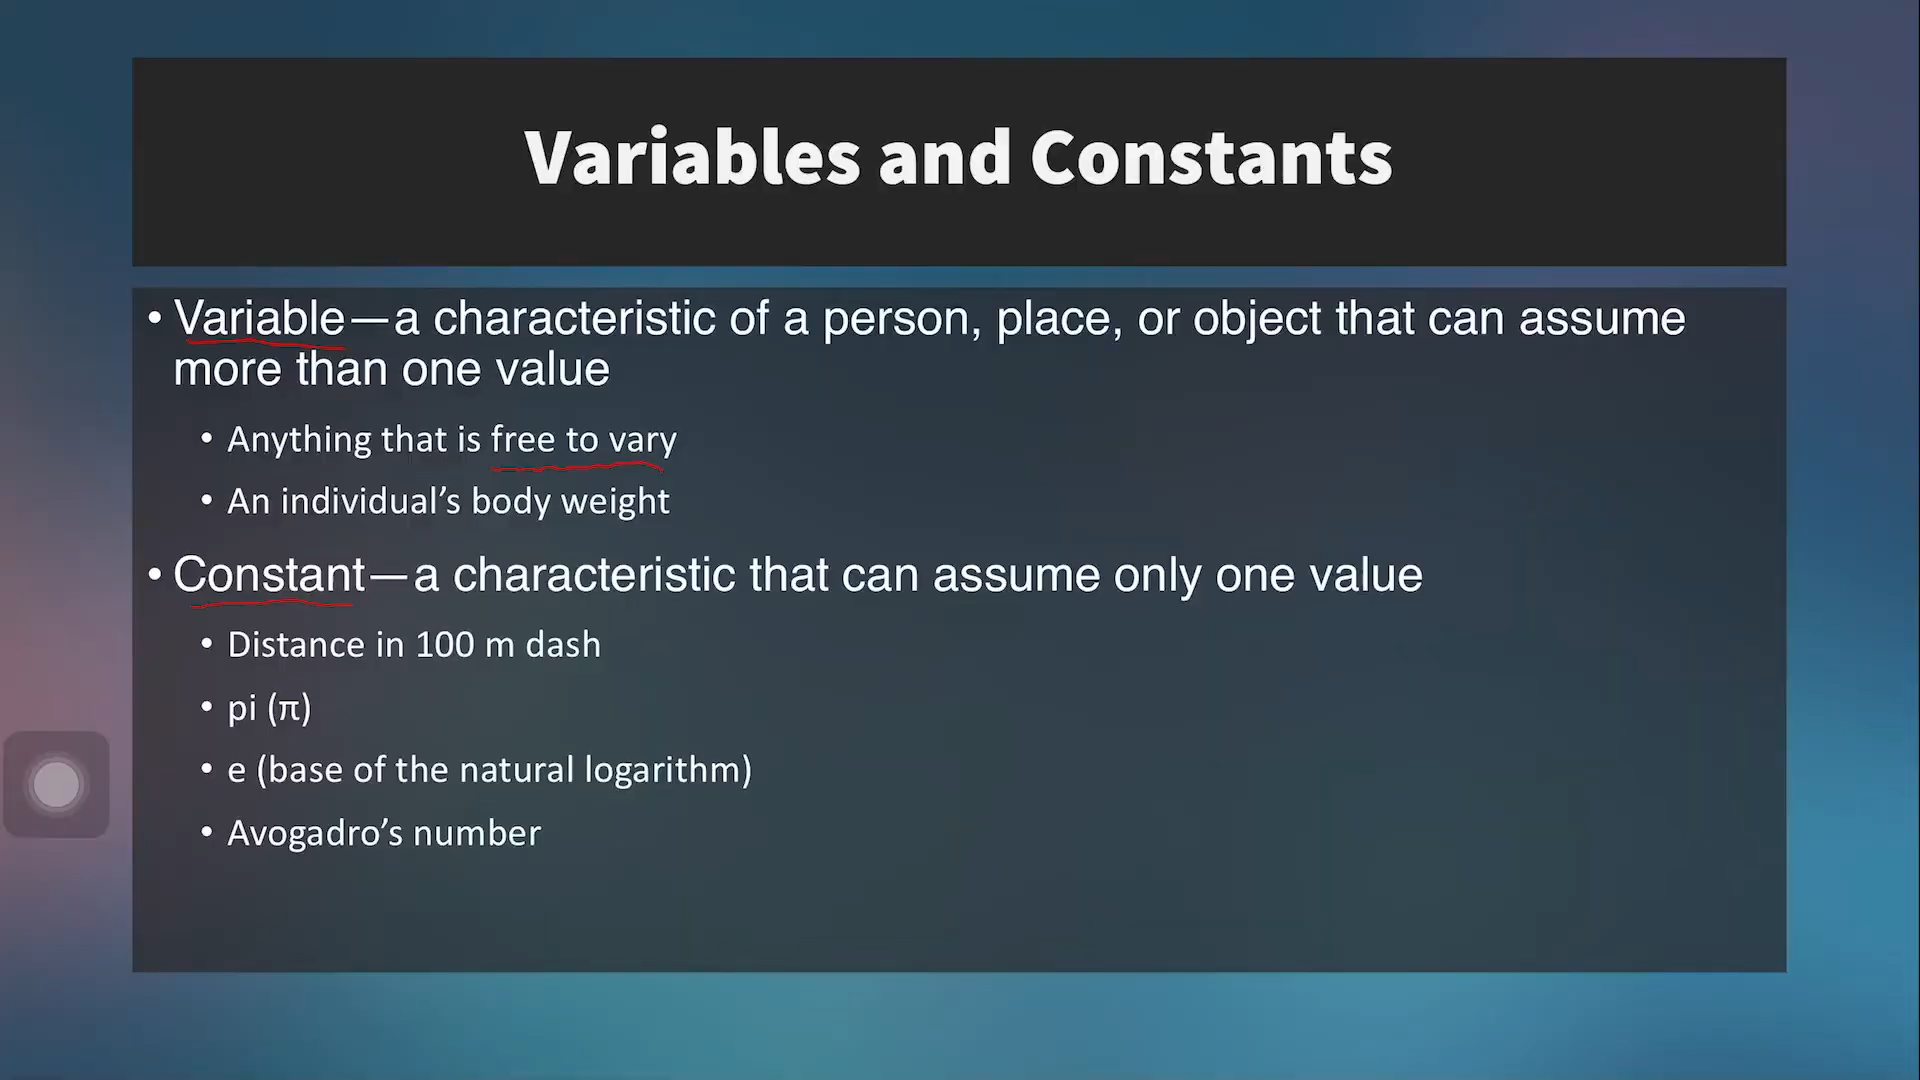 Variables and Constants
• Variable—a characteristic of a person, place, or object that can assume
more than one value
• Anything that is free to vary
• An individual’s body weight
• Constant—a characteristic that can assume only one value
• Distance in 100 m dash
• pi (π)
• e (base of the natural logarithm)
• Avogadro’s number